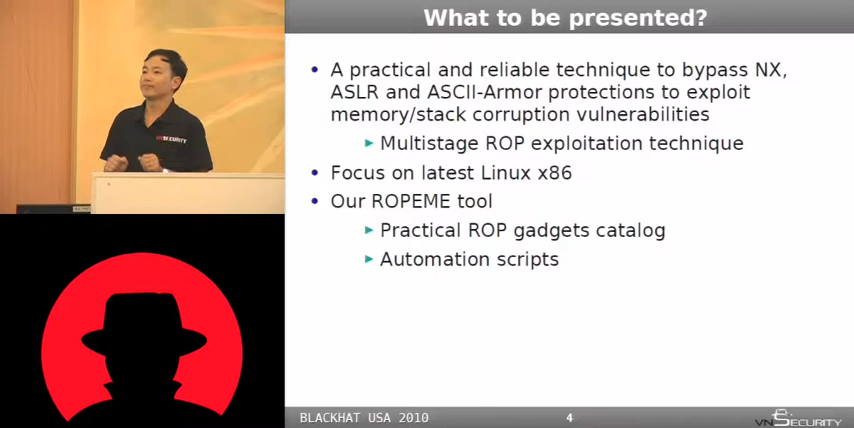 What to be presented?
• A practical and reliable technique to bypass NX,
ASLR and ASCII-Armor protections to exploit
memory/stack corruption vulnerabilities
▸ Multistage ROP exploitation technique
• Focus on latest Linux x86
• Our ROPEME tool
▸ Practical ROP gadgets catalog
▸ Automation scripts
VNSECURITY
BLACKHAT USA 2010
4
VNSECURITY